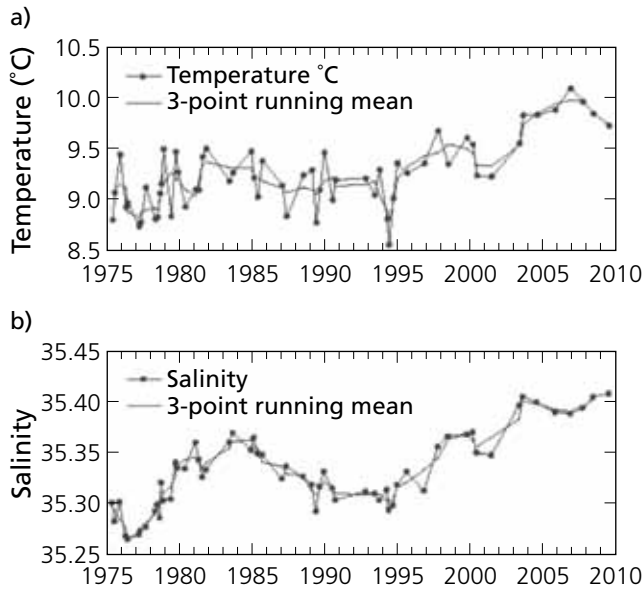 a)
Temperature (˚C)
10.5
10.0
9.5
9.0
8.5
Temperature ˚C
3-point running mean
1975 1980 1985 1990 1995 2000 2005 2010
b)
Salinity
35.45
35.40
35.35
35.30
35.25
Salinity
3-point running mean
1975 1980 1985 1990 1995 2000 2005 2010